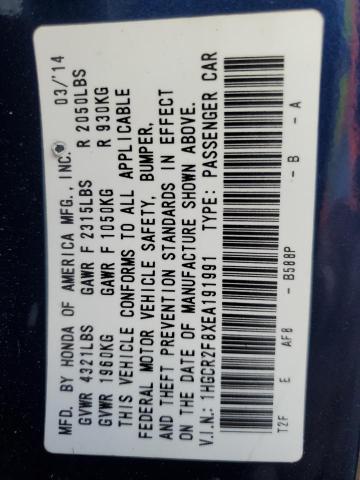 MFD. BY HONDA OF AMERICA MFG., INC. 03/'14
GVWR 4321LBS GAWR F 2315LBS R 2050LBS
GVWR 1960KG GAWR F 1050KG R 930KG
THIS VEHICLE CONFORMS TO ALL APPLICABLE
FEDERAL MOTOR VEHICLE SAFETY, BUMPER,
AND THEFT PREVENTION STANDARDS IN EFFECT
ON THE DATE OF MANUFACTURE SHOWN ABOVE.
V.I.N.: 1HGCR2F8XEA191991 TYPE: PASSENGER CAR
T2F E AF8 - B588P - B - A